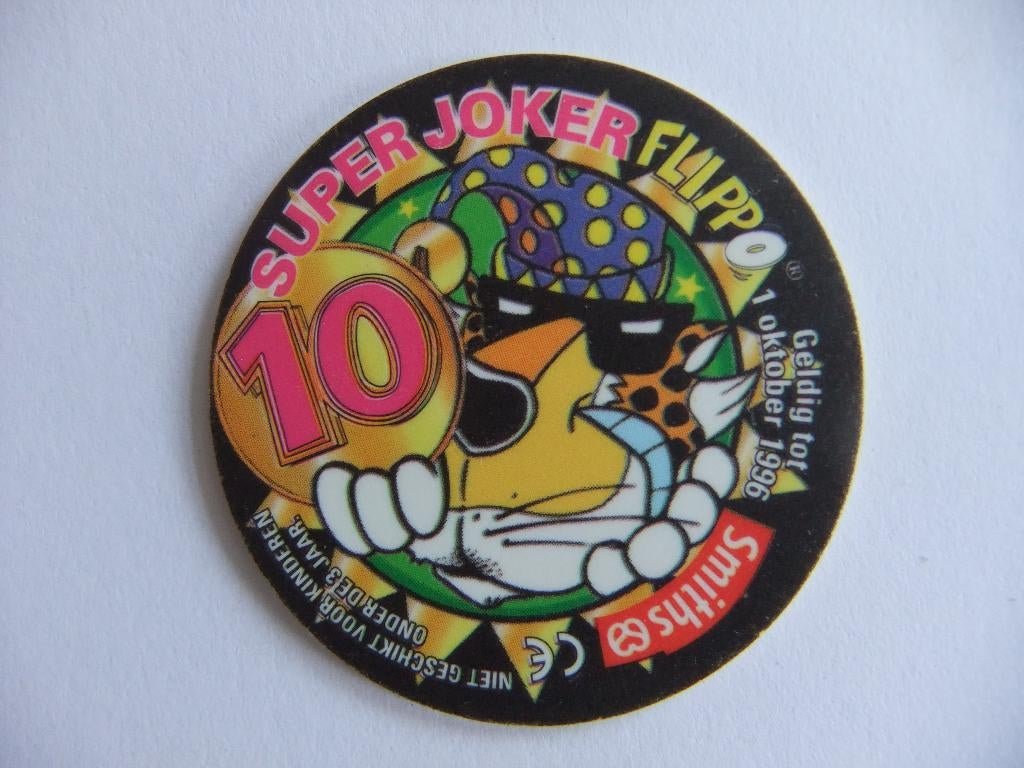 SUPER JOKER FLIPPO®
10
Geldig tot
1 oktober 1996
Smiths
CE
NIET GESCHIKT VOOR KINDEREN
ONDER DE 3 JAAR.